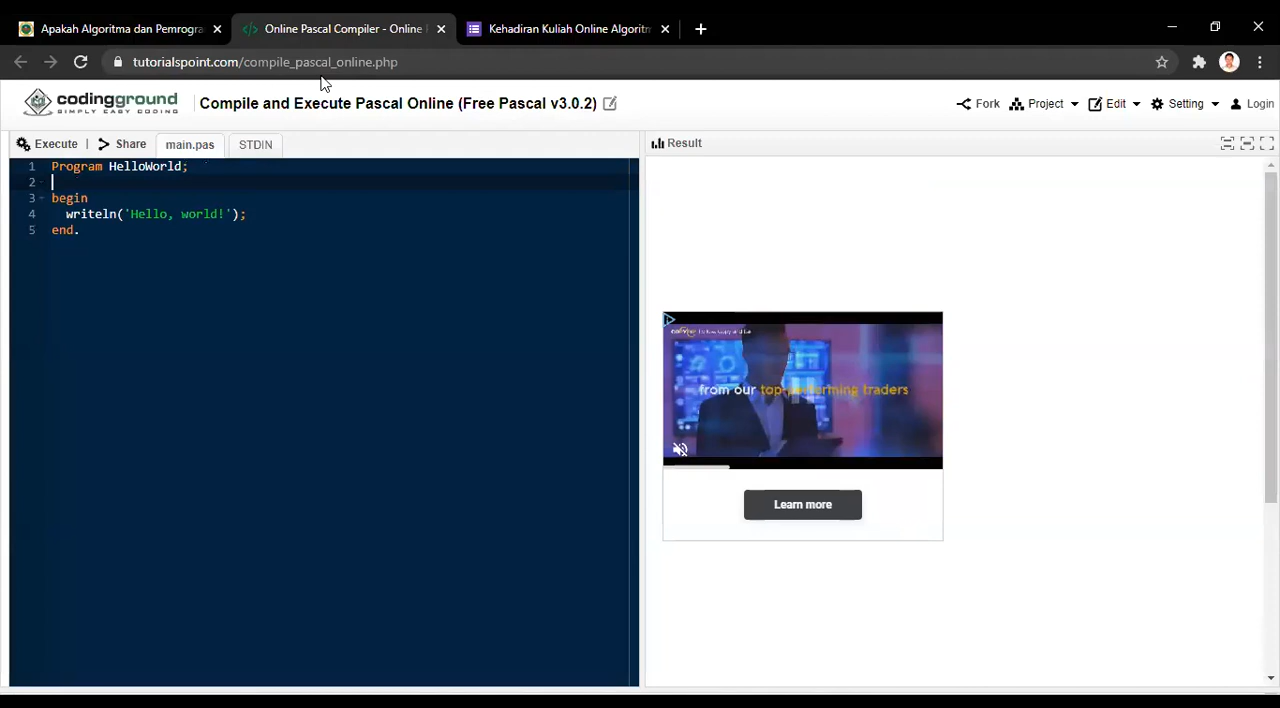 Apakah Algoritma dan Pemrogra
Online Pascal Compiler - Online
Kehadiran Kuliah Online Algoritm
tutorialspoint.com/compile_pascal_online.php
codingground
SIMPLY EASY CODING
Compile and Execute Pascal Online (Free Pascal v3.0.2)
Fork
Project
Edit
Setting
Login
Execute
Share
main.pas
STDIN
Result
1 Program HelloWorld;
2
3 begin
4 writeln('Hello, world!');
5 end.
from our top-performing traders
Learn more